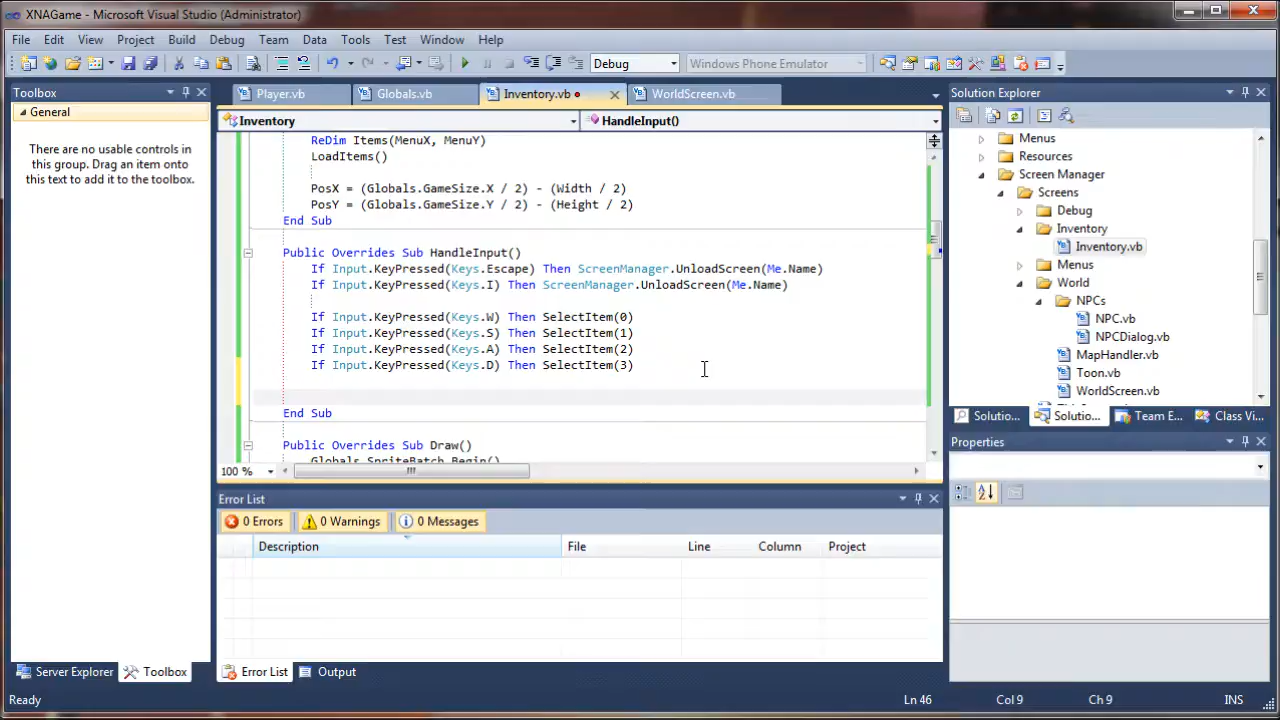 XNAGame - Microsoft Visual Studio (Administrator)
File Edit View Project Build Debug Team Data Tools Test Window Help
Debug Windows Phone Emulator
Toolbox
General
There are no usable controls in
this group. Drag an item onto
this text to add it to the toolbox.
Server Explorer Toolbox
Player.vb Globals.vb Inventory.vb WorldScreen.vb
Inventory HandleInput()
ReDim Items(MenuX, MenuY)
LoadItems()
PosX = (Globals.GameSize.X / 2) - (Width / 2)
PosY = (Globals.GameSize.Y / 2) - (Height / 2)
End Sub
Public Overrides Sub HandleInput()
If Input.KeyPressed(Keys.Escape) Then ScreenManager.UnloadScreen(Me.Name)
If Input.KeyPressed(Keys.I) Then ScreenManager.UnloadScreen(Me.Name)
If Input.KeyPressed(Keys.W) Then SelectItem(0)
If Input.KeyPressed(Keys.S) Then SelectItem(1)
If Input.KeyPressed(Keys.A) Then SelectItem(2)
If Input.KeyPressed(Keys.D) Then SelectItem(3)
End Sub
Public Overrides Sub Draw()
Globals.SpriteBatch.Begin()
100 %
Error List
0 Errors 0 Warnings 0 Messages
Description File Line Column Project
Error List Output
Solution Explorer
Menus
Resources
Screen Manager
Screens
Debug
Inventory
Inventory.vb
Menus
World
NPCs
NPC.vb
NPCDialog.vb
MapHandler.vb
Toon.vb
WorldScreen.vb
Solutio... Solutio... Team E... Class Vi...
Properties
Ready Ln 46 Col 9 Ch 9 INS